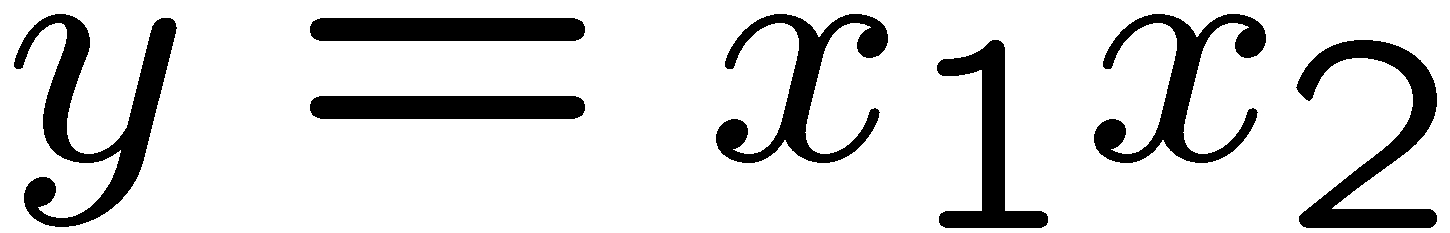 y = x₁x₂